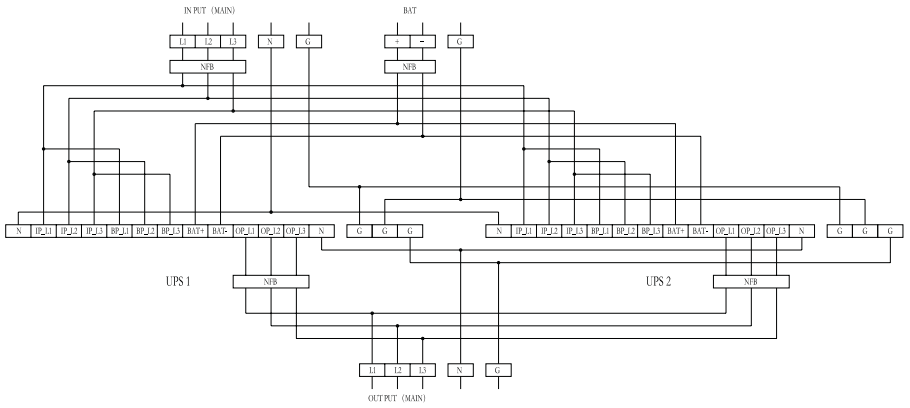 IN PUT (MAIN) BAT
L1 L2 L3 N G + - G
NFB NFB
N IP_L1 IP_L2 IP_L3 BP_L1 BP_L2 BP_L3 BAT+ BAT- OP_L1 OP_L2 OP_L3 N G G G N IP_L1 IP_L2 IP_L3 BP_L1 BP_L2 BP_L3 BAT+ BAT- OP_L1 OP_L2 OP_L3 N G G G
UPS 1 NFB UPS 2 NFB
L1 L2 L3 N G
OUT PUT (MAIN)